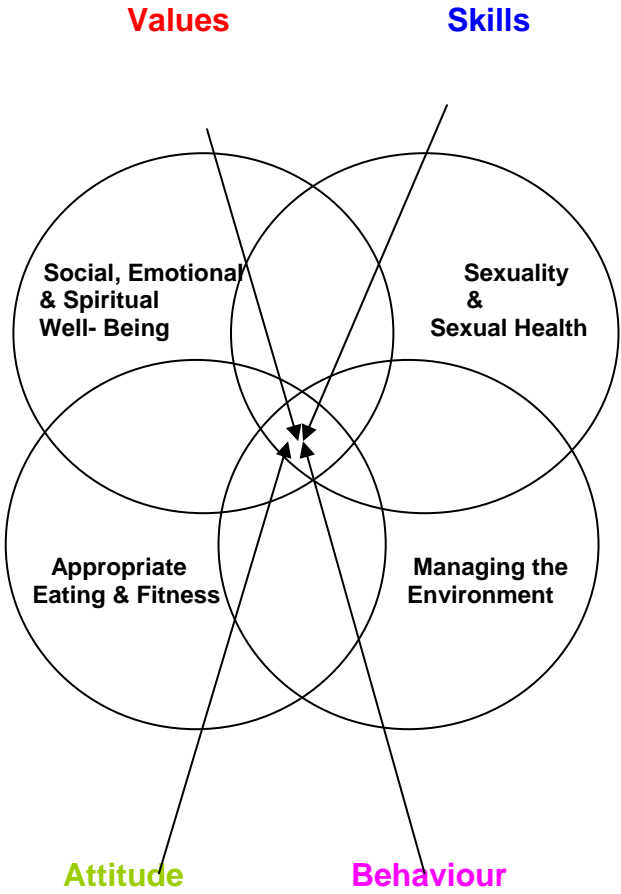 Values
Skills
Social, Emotional
& Spiritual
Well- Being
Sexuality
&
Sexual Health
Appropriate
Eating & Fitness
Managing the
Environment
Attitude
Behaviour